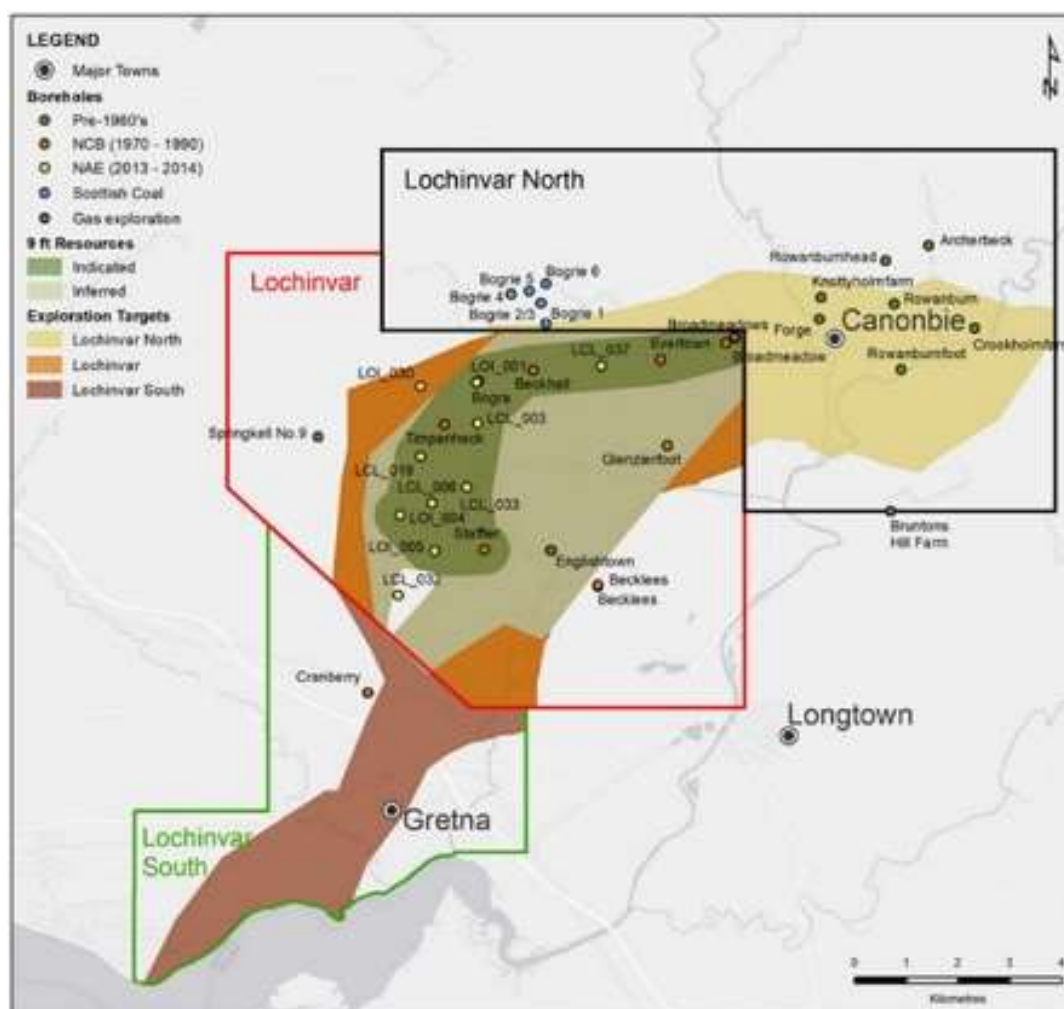 LEGEND
Major Towns
Boreholes
Pre-1960's
NCB (1970 - 1990)
NAE (2013 - 2014)
Scottish Coal
Gas exploration
9 ft Resources
Indicated
Inferred
Exploration Targets
Lochinvar North
Lochinvar
Lochinvar South
N
Lochinvar North
Archerbeck
Rowanburnhead
Lochinvar
Bogrie 6
Bogrie 5
Knottyholmfarm
Bogrie 4
Rowanburn
Bogrie 2/3
Bogrie 1
Broadmeadows
Forge
Canonbie
Crookholmfarm
Evertown
Broadmeadow
Rowanburnfoot
LCL_037
LCL_030
LCL_001
Beckhall
Bogra
LCL_003
Springkell No.9
Timpanheck
Glenzierfoot
LCL_019
LCL_006
LCL_033
LCL_004
Bruntons
Hill Farm
Staffler
LCL_005
Englishtown
LCL_032
Becklees
Becklees
Cranberry
Longtown
Gretna
Lochinvar
South
0 1 2 3 4
Kilometres